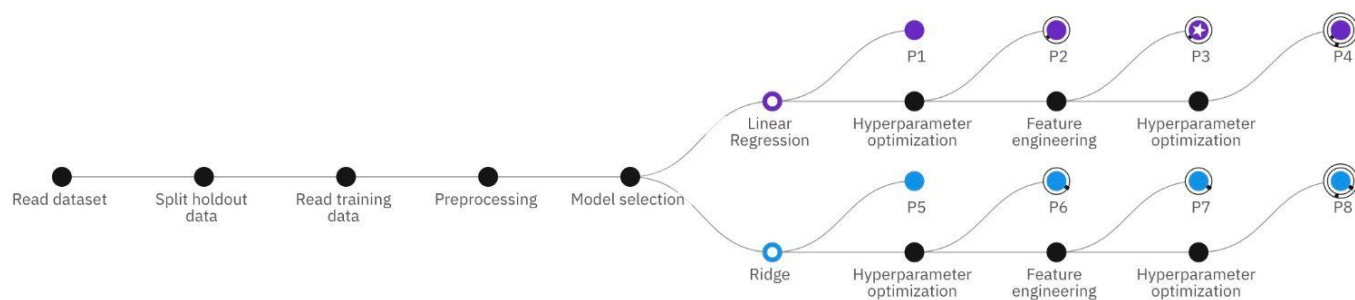 P1
P2
P3
P4
Linear
Regression
Hyperparameter
optimization
Feature
engineering
Hyperparameter
optimization
Read dataset
Split holdout
data
Read training
data
Preprocessing
Model selection
P5
P6
P7
P8
Ridge
Hyperparameter
optimization
Feature
engineering
Hyperparameter
optimization